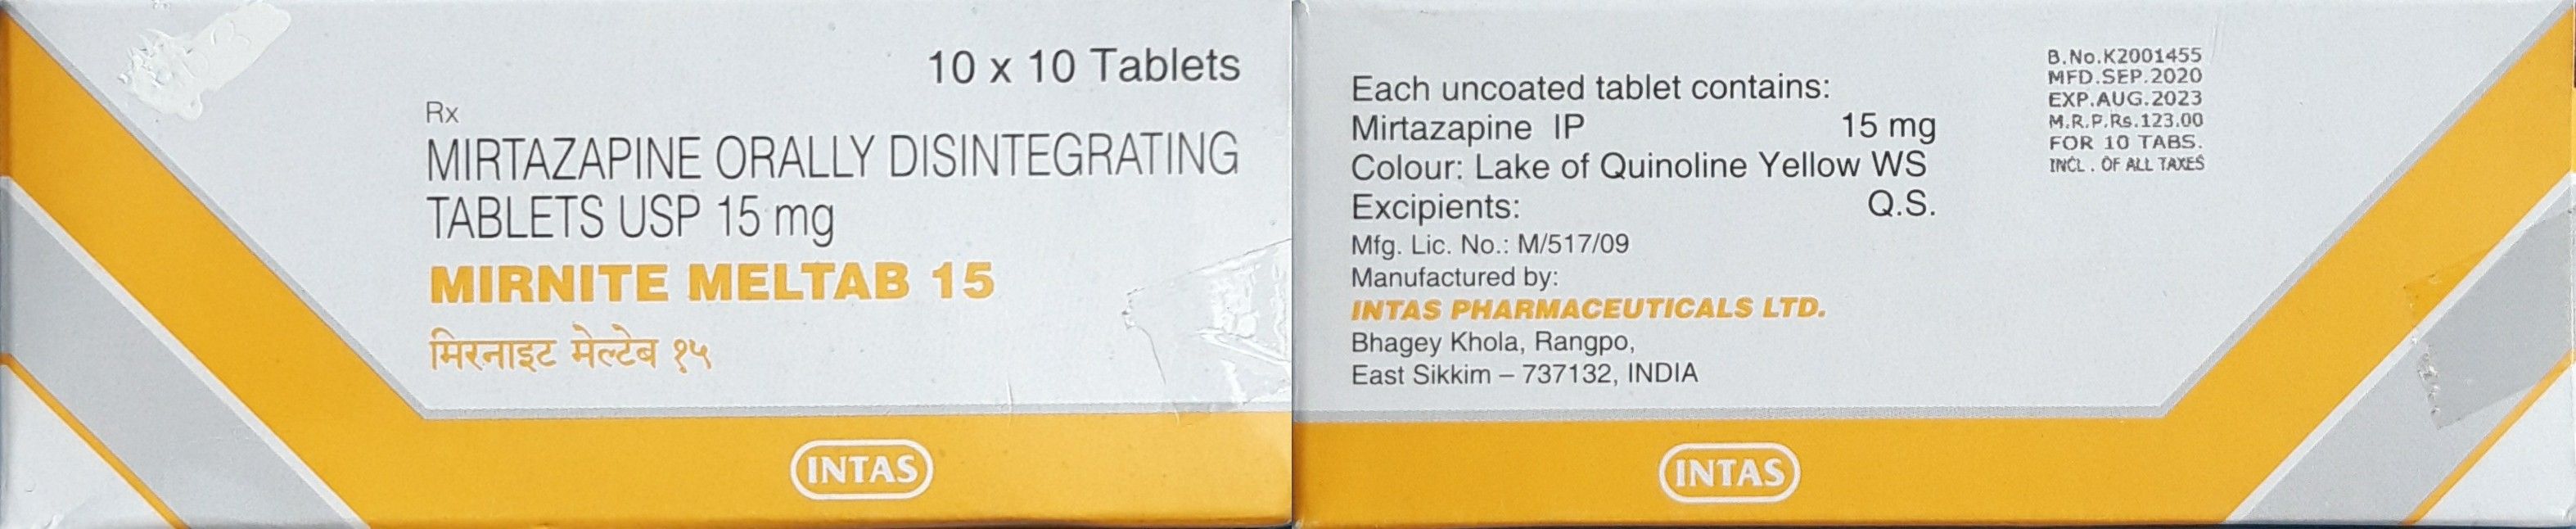 10 x 10 Tablets
Rx
MIRTAZAPINE ORALLY DISINTEGRATING
TABLETS USP 15 mg
MIRNITE MELTAB 15
मिरनाइट मेल्टेब १५
INTAS
Each uncoated tablet contains:
Mirtazapine IP 15 mg
Colour: Lake of Quinoline Yellow WS
Excipients: Q.S.
Mfg. Lic. No.: M/517/09
Manufactured by:
INTAS PHARMACEUTICALS LTD.
Bhagey Khola, Rangpo,
East Sikkim – 737132, INDIA
B.No.K2001455
MFD.SEP.2020
EXP.AUG.2023
M.R.P.Rs.123.00
FOR 10 TABS.
INCL. OF ALL TAXES
INTAS